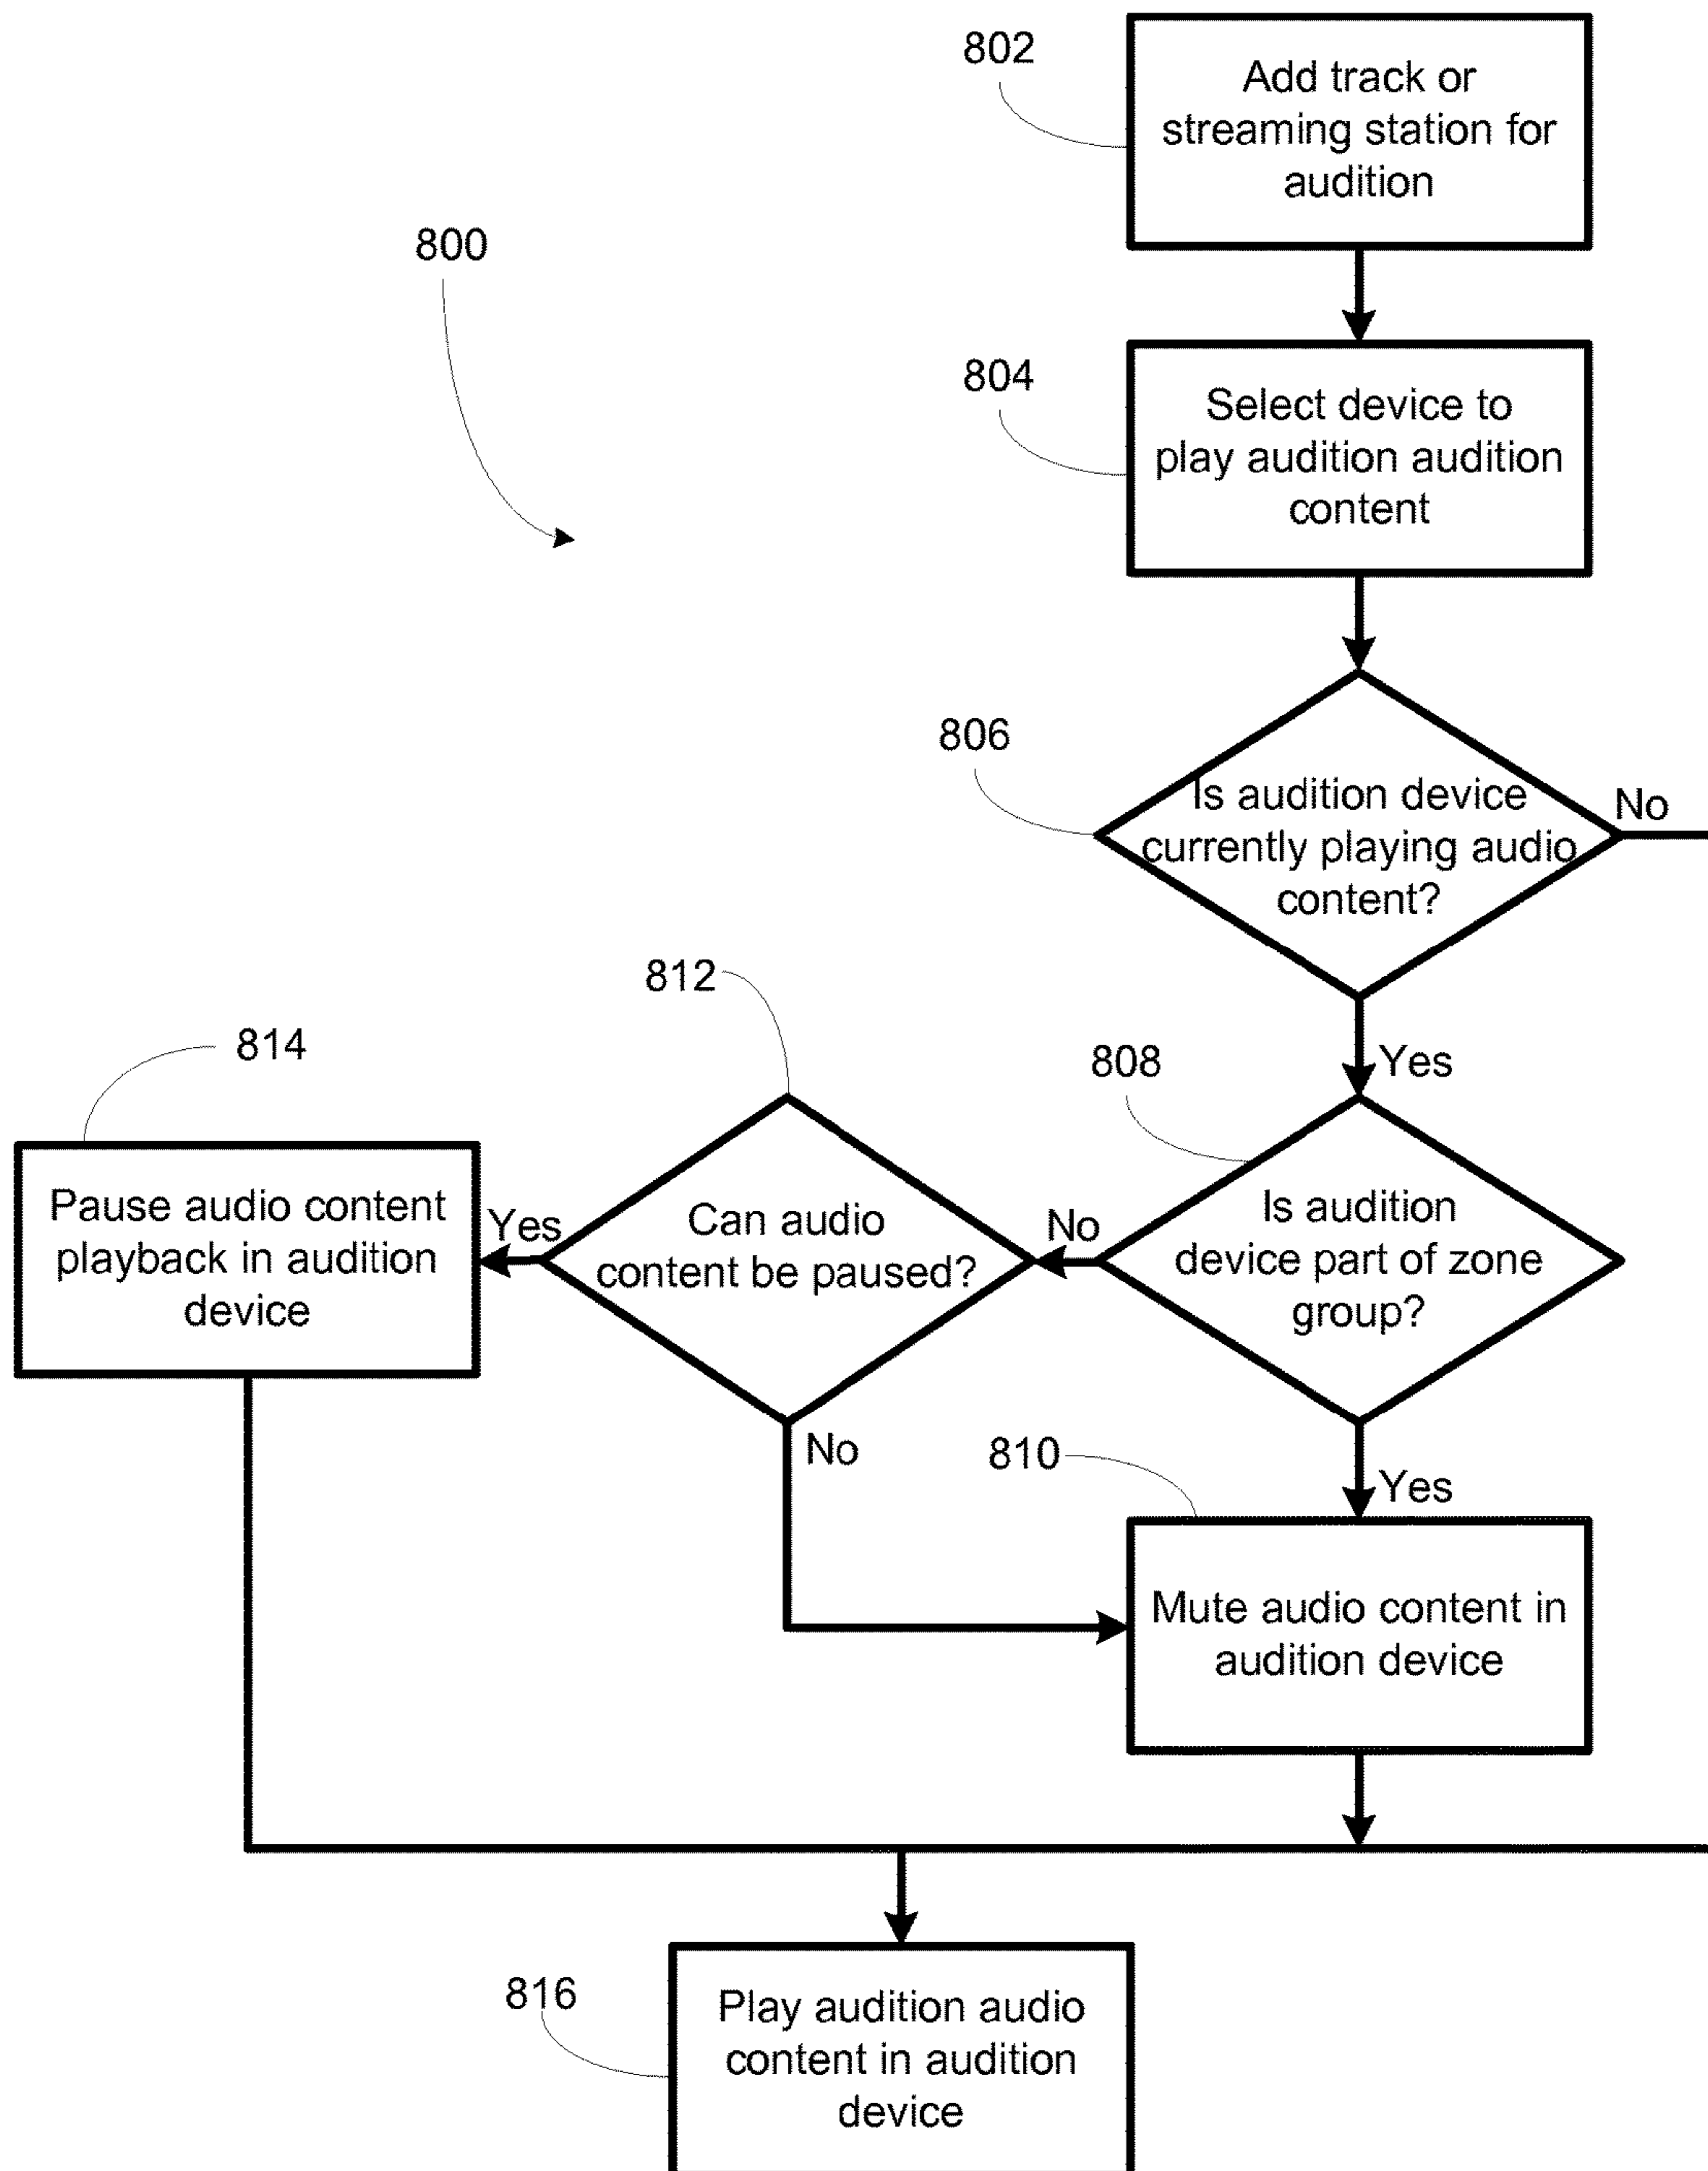 802
Add track or
streaming station for
audition
800
804
Select device to
play audition audition
content
806
Is audition device
currently playing audio
content?
No
Yes
812
814
808
Pause audio content
playback in audition
device
Yes
Can audio
content be paused?
No
Is audition
device part of zone
group?
No
810
Yes
Mute audio content in
audition device
816
Play audition audio
content in audition
device